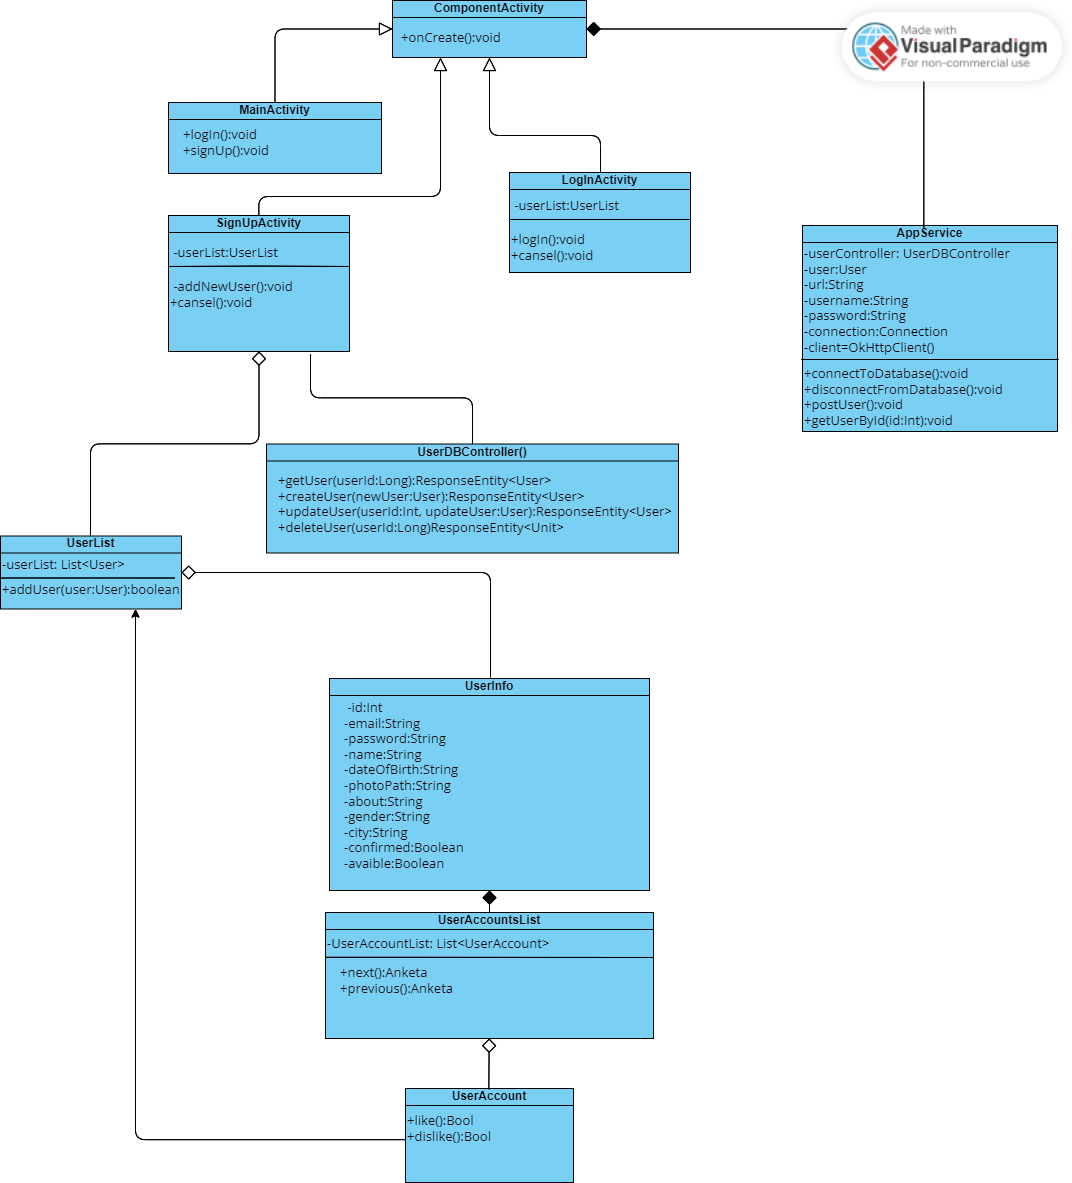 ComponentActivity
+onCreate():void
Made with
Visual Paradigm
For non-commercial use
MainActivity
+logIn():void
+signUp():void
LogInActivity
-userList:UserList
+logIn():void
+cansel():void
SignUpActivity
-userList:UserList
-addNewUser():void
+cansel():void
AppService
-userController: UserDBController
-user:User
-url:String
-username:String
-password:String
-connection:Connection
-client=OkHttpClient()
+connectToDatabase():void
+disconnectFromDatabase():void
+postUser():void
+getUserById(id:Int):void
UserDBController()
+getUser(userId:Long):ResponseEntity<User>
+createUser(newUser:User):ResponseEntity<User>
+updateUser(userId:Int, updateUser:User):ResponseEntity<User>
+deleteUser(userId:Long)ResponseEntity<Unit>
UserList
-userList: List<User>
+addUser(user:User):boolean
UserInfo
-id:Int
-email:String
-password:String
-name:String
-dateOfBirth:String
-photoPath:String
-about:String
-gender:String
-city:String
-confirmed:Boolean
-avaible:Boolean
UserAccountsList
-UserAccountList: List<UserAccount>
+next():Anketa
+previous():Anketa
UserAccount
+like():Bool
+dislike():Bool